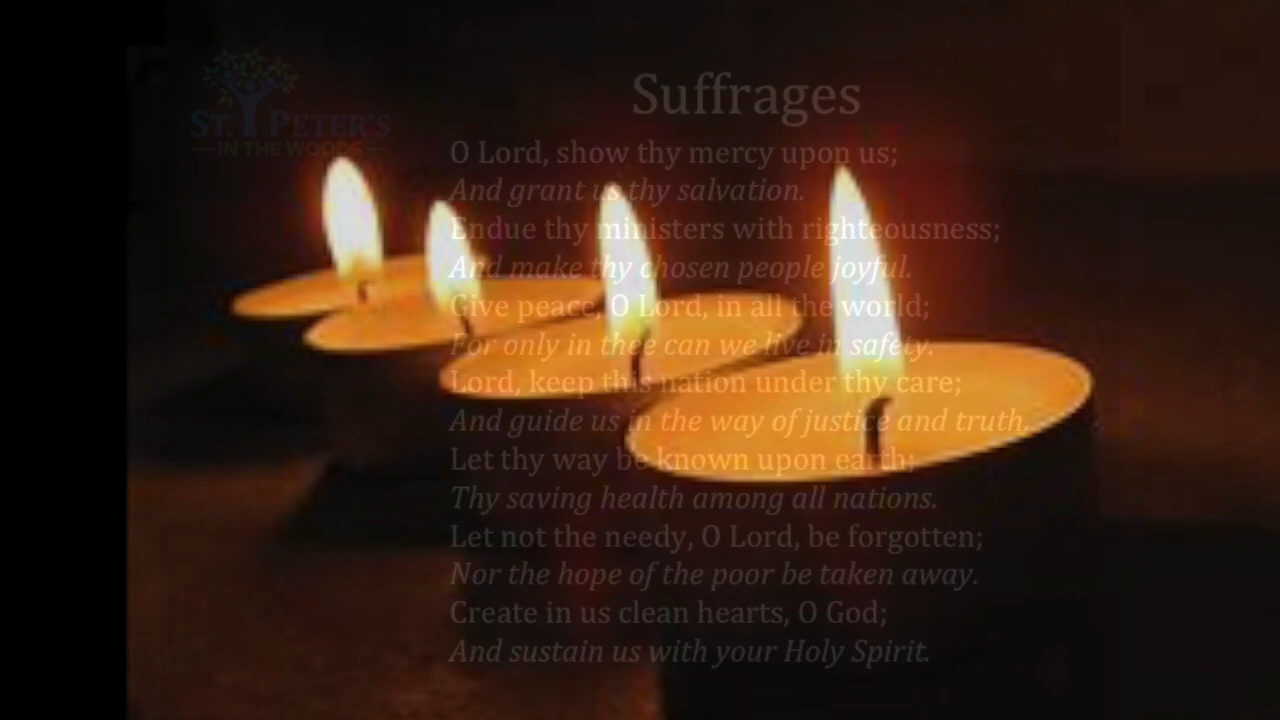 St. Peter's
in the Woods
Suffrages
O Lord, show thy mercy upon us;
And grant us thy salvation.
Endue thy ministers with righteousness;
And make thy chosen people joyful.
Give peace, O Lord, in all the world;
For only in thee can we live in safety.
Lord, keep this nation under thy care;
And guide us in the way of justice and truth.
Let thy way be known upon earth;
Thy saving health among all nations.
Let not the needy, O Lord, be forgotten;
Nor the hope of the poor be taken away.
Create in us clean hearts, O God;
And sustain us with your Holy Spirit.